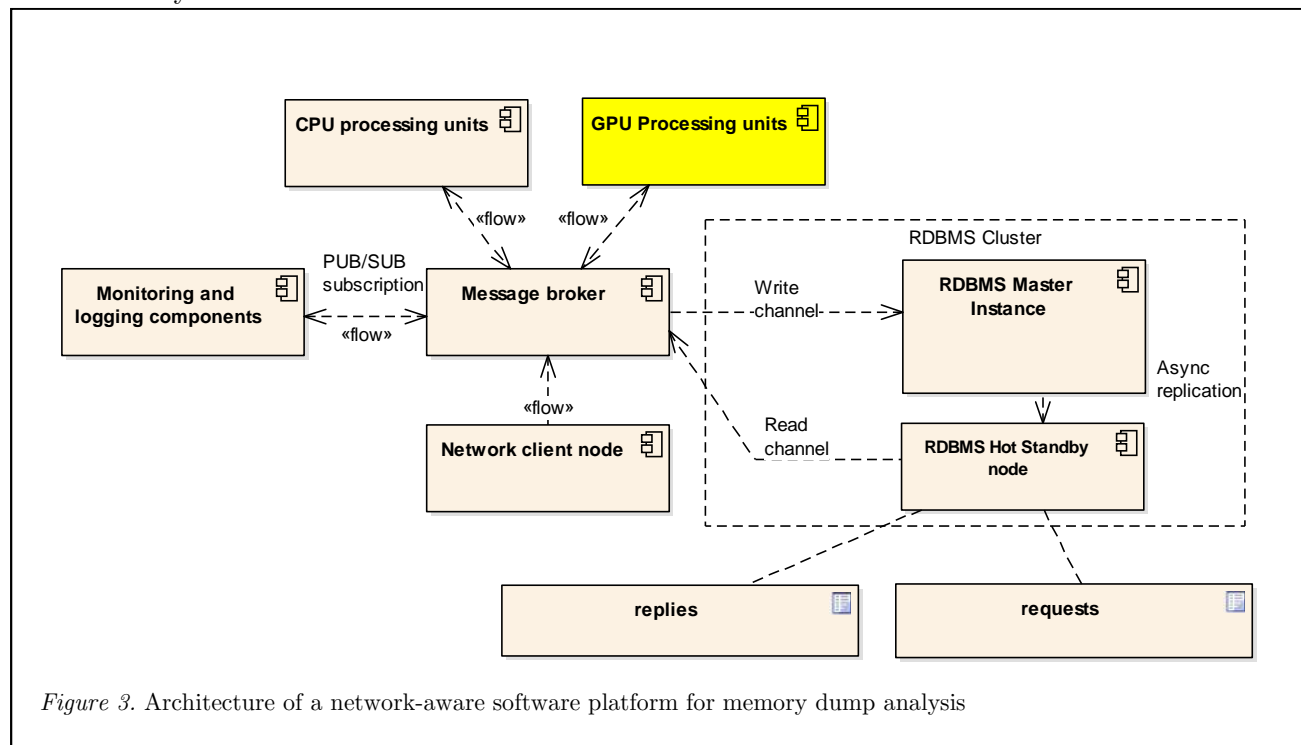 CPU processing units
GPU Processing units
«flow»
«flow»
RDBMS Cluster
PUB/SUB
subscription
Monitoring and
logging components
«flow»
Message broker
Write
channel
RDBMS Master
Instance
Async
replication
«flow»
Network client node
Read
channel
RDBMS Hot Standby
node
replies
requests
Figure 3. Architecture of a network-aware software platform for memory dump analysis